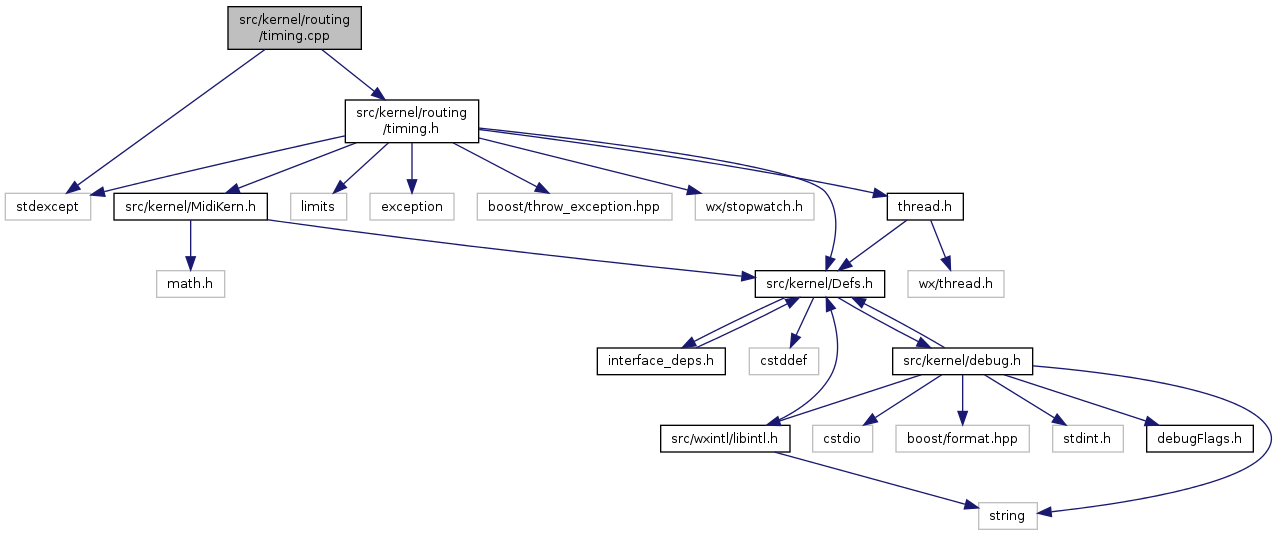 src/kernel/routing
/timing.cpp
src/kernel/routing
/timing.h
stdexcept
src/kernel/MidiKern.h
limits
exception
boost/throw_exception.hpp
wx/stopwatch.h
thread.h
math.h
src/kernel/Defs.h
wx/thread.h
interface_deps.h
cstddef
src/kernel/debug.h
src/wxintl/libintl.h
cstdio
boost/format.hpp
stdint.h
debugFlags.h
string